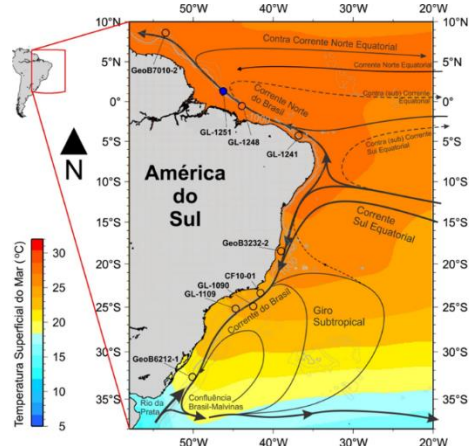 10°N
5°N
0°
5°S
10°S
15°S
20°S
25°S
30°S
35°S
50°W
40°W
30°W
20°W
Contra Corrente Norte Equatorial
Corrente Norte Equatorial
Contra (sub) Corrente
Equatorial
Corrente Norte
do Brasil
Contra (sub) Corrente
Sul Equatorial
Corrente
Sul Equatorial
GeoB7010-2
GL-1251
GL-1248
GL-1241
N
América
do
Sul
GeoB3232-2
CF10-01
GL-1090
GL-1109
Corrente do Brasil
Giro
Subtropical
GeoB6212-1
Rio da
Prata
Confluência
Brasil-Malvinas
Temperatura Superficial do Mar (°C)
30
25
20
15
10
5